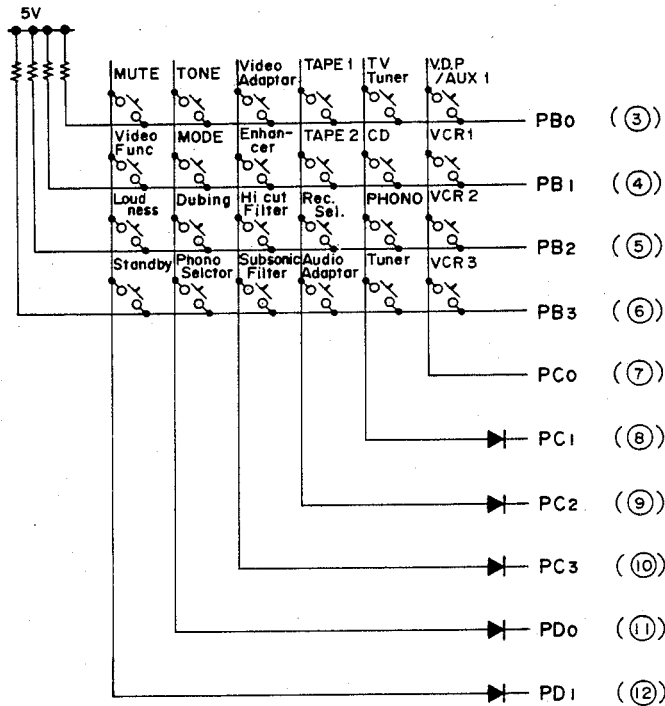 5V
MUTE TONE Video Adaptar TAPE 1 TV Tuner V.D.P /AUX 1
PB0 (③)
Video Func MODE Enhan- cer TAPE 2 CD VCR 1
PB1 (④)
Loud ness Dubing Hi cut Filter Rec. Sel. PHONO VCR 2
PB2 (⑤)
Standby Phono Selctor Subsonic Filter Audio Adaptar Tuner VCR 3
PB3 (⑥)
PC0 (⑦)
PC1 (⑧)
PC2 (⑨)
PC3 (⑩)
PD0 (⑪)
PD1 (⑫)